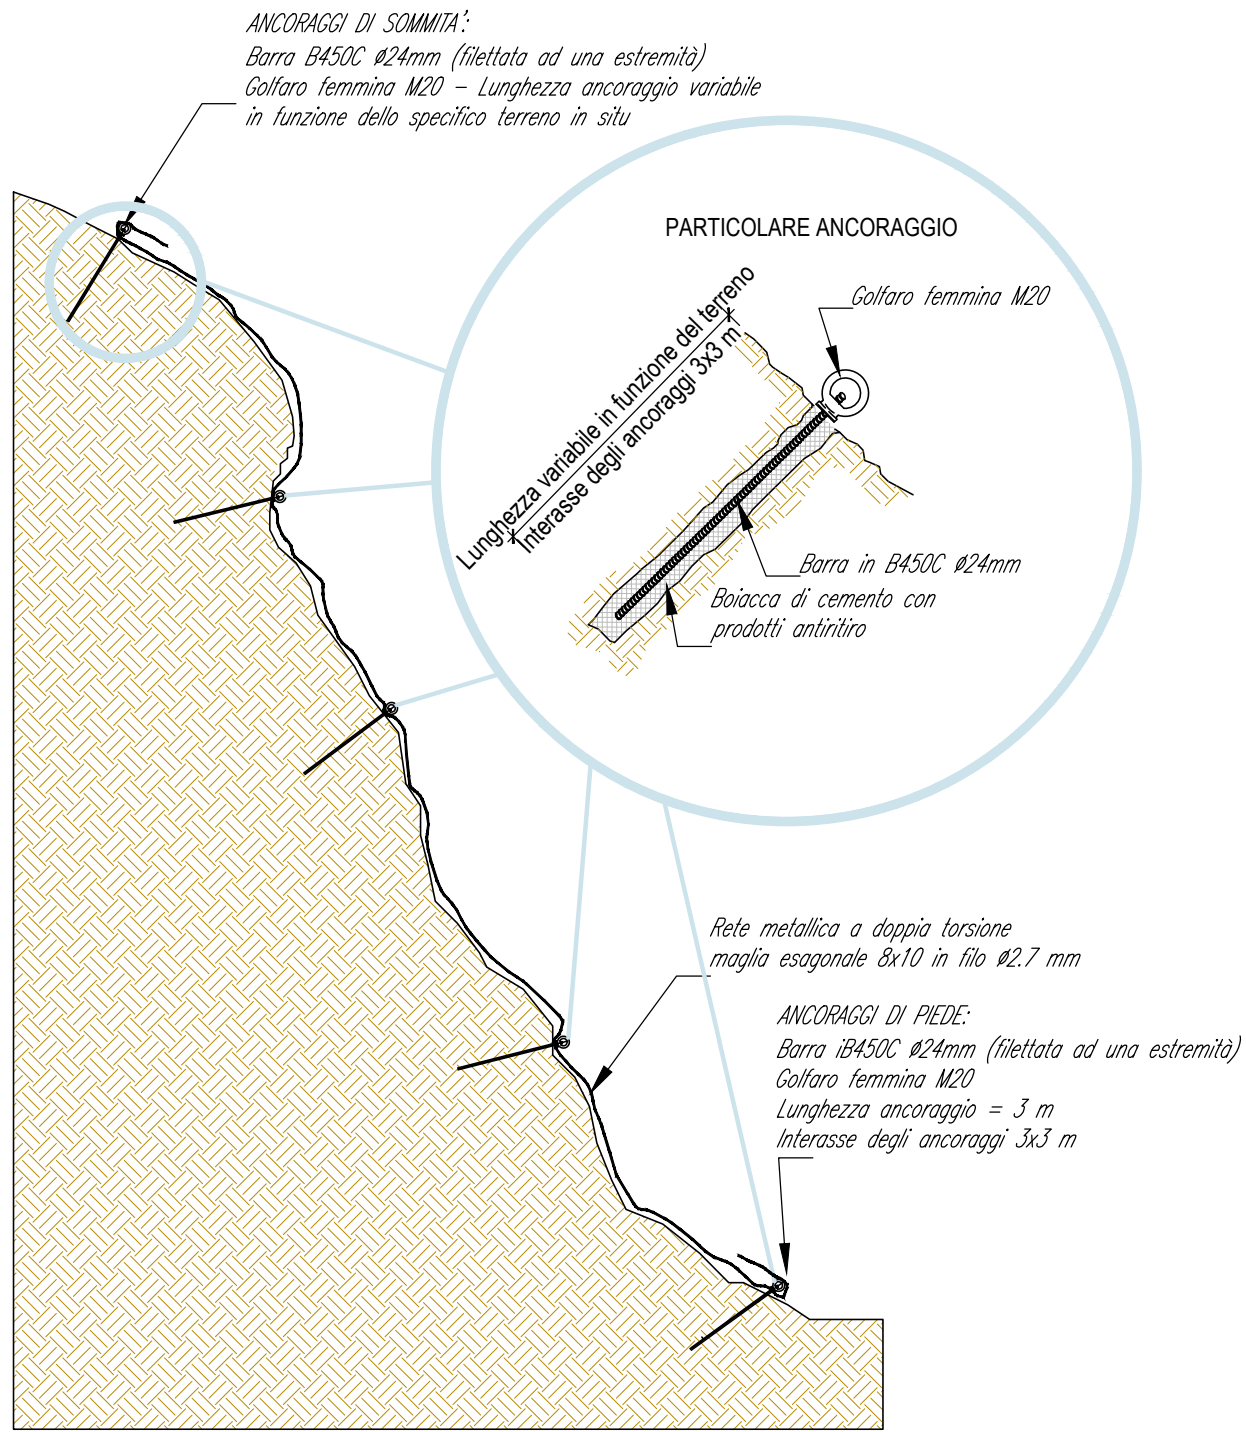 ANCORAGGI DI SOMMITA':
Barra B450C ø24mm (filettata ad una estremità)
Golfaro femmina M20 – Lunghezza ancoraggio variabile
in funzione dello specifico terreno in situ
PARTICOLARE ANCORAGGIO
Golfaro femmina M20
Lunghezza variabile in funzione del terreno
Interasse degli ancoraggi 3x3 m
Barra in B450C ø24mm
Boiacca di cemento con
prodotti antiritiro
Rete metallica a doppia torsione
maglia esagonale 8x10 in filo ø2.7 mm
ANCORAGGI DI PIEDE:
Barra iB450C ø24mm (filettata ad una estremità)
Golfaro femmina M20
Lunghezza ancoraggio = 3 m
Interasse degli ancoraggi 3x3 m